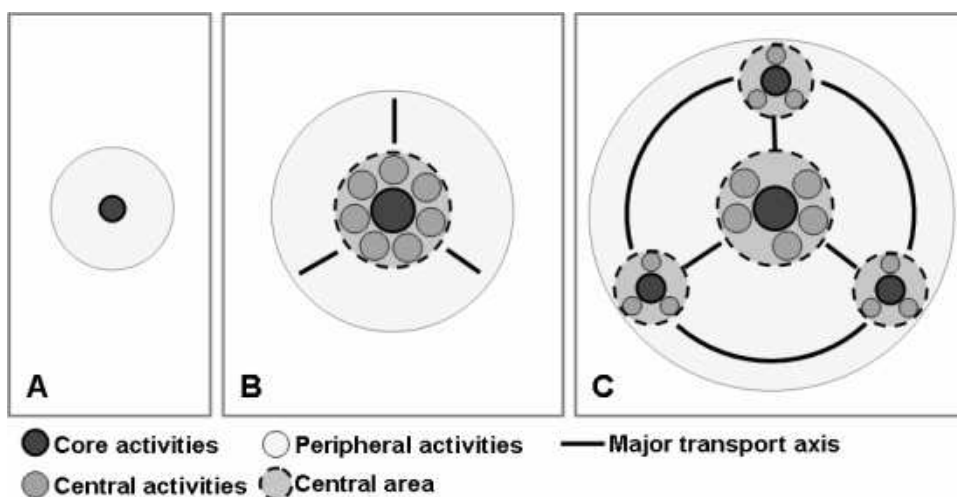 A
B
C
Core activities
Peripheral activities
Major transport axis
Central activities
Central area